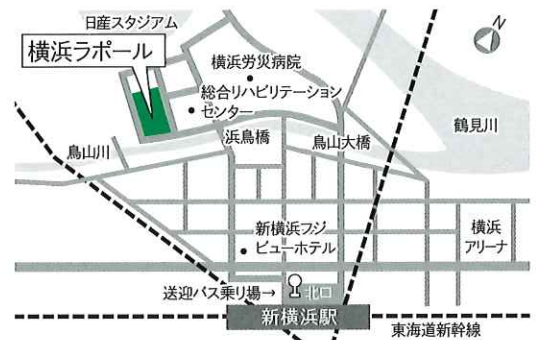 日産スタジアム
N
横浜ラポール
横浜労災病院
総合リハビリテーション
センター
鶴見川
浜鳥橋
鳥山大橋
鳥山川
新横浜フジ
ビューホテル
横浜
アリーナ
送迎バス乗り場→
北口
新横浜駅
東海道新幹線